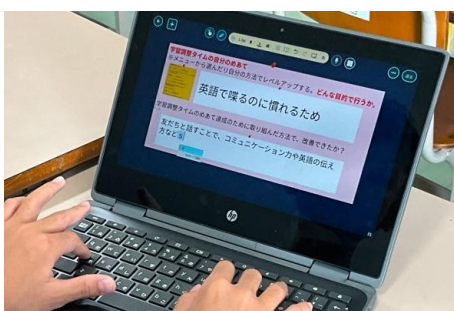 学習調整タイムの自分のめあて
※メニューから選んだり自分の方法でレベルアップする。どんな目的で行うか。
英語で喋るのに慣れるため
学習調整タイムのめあて達成のために取り組んだ方法で、改善できたか？
友だちと話すことで、コミュニケーション力や英語の伝え
方など
hp